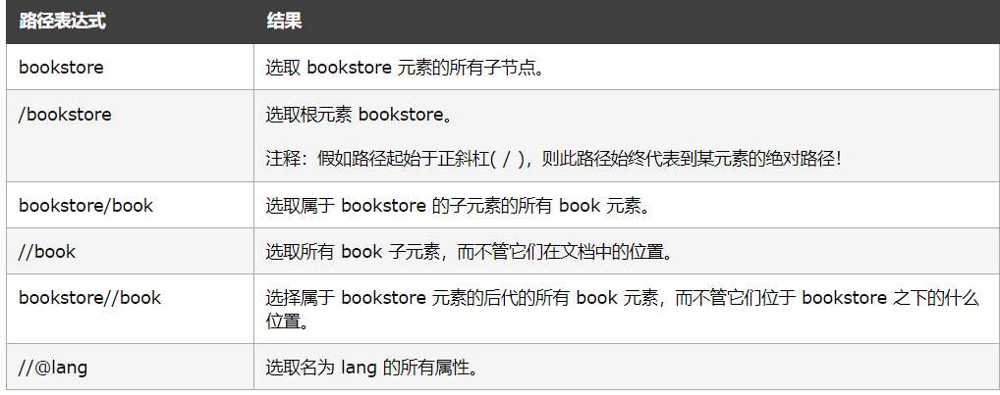 路径表达式 结果
bookstore 选取 bookstore 元素的所有子节点。
/bookstore 选取根元素 bookstore。
注释：假如路径起始于正斜杠( / )，则此路径始终代表到某元素的绝对路径！
bookstore/book 选取属于 bookstore 的子元素的所有 book 元素。
//book 选取所有 book 子元素，而不管它们在文档中的位置。
bookstore//book 选择属于 bookstore 元素的后代的所有 book 元素，而不管它们位于 bookstore 之下的什么
位置。
//@lang 选取名为 lang 的所有属性。